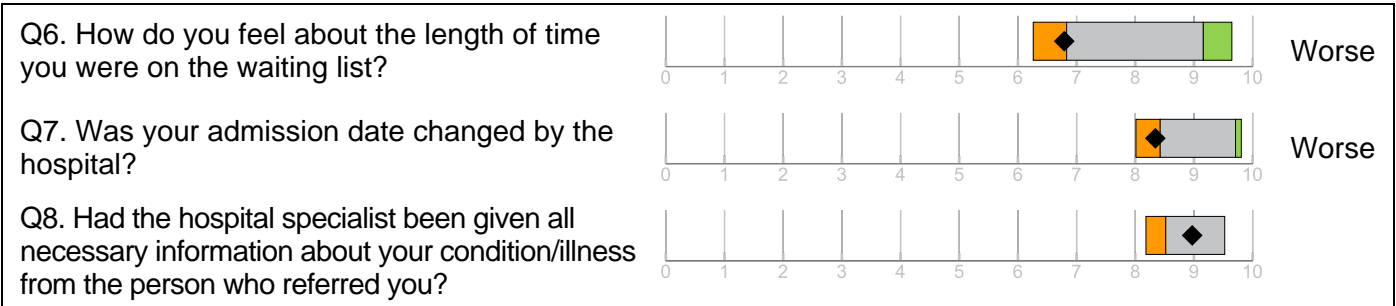 Q6. How do you feel about the length of time
you were on the waiting list?
Worse
0 1 2 3 4 5 6 7 8 9 10
Q7. Was your admission date changed by the
hospital?
Worse
0 1 2 3 4 5 6 7 8 9 10
Q8. Had the hospital specialist been given all
necessary information about your condition/illness
from the person who referred you?
0 1 2 3 4 5 6 7 8 9 10